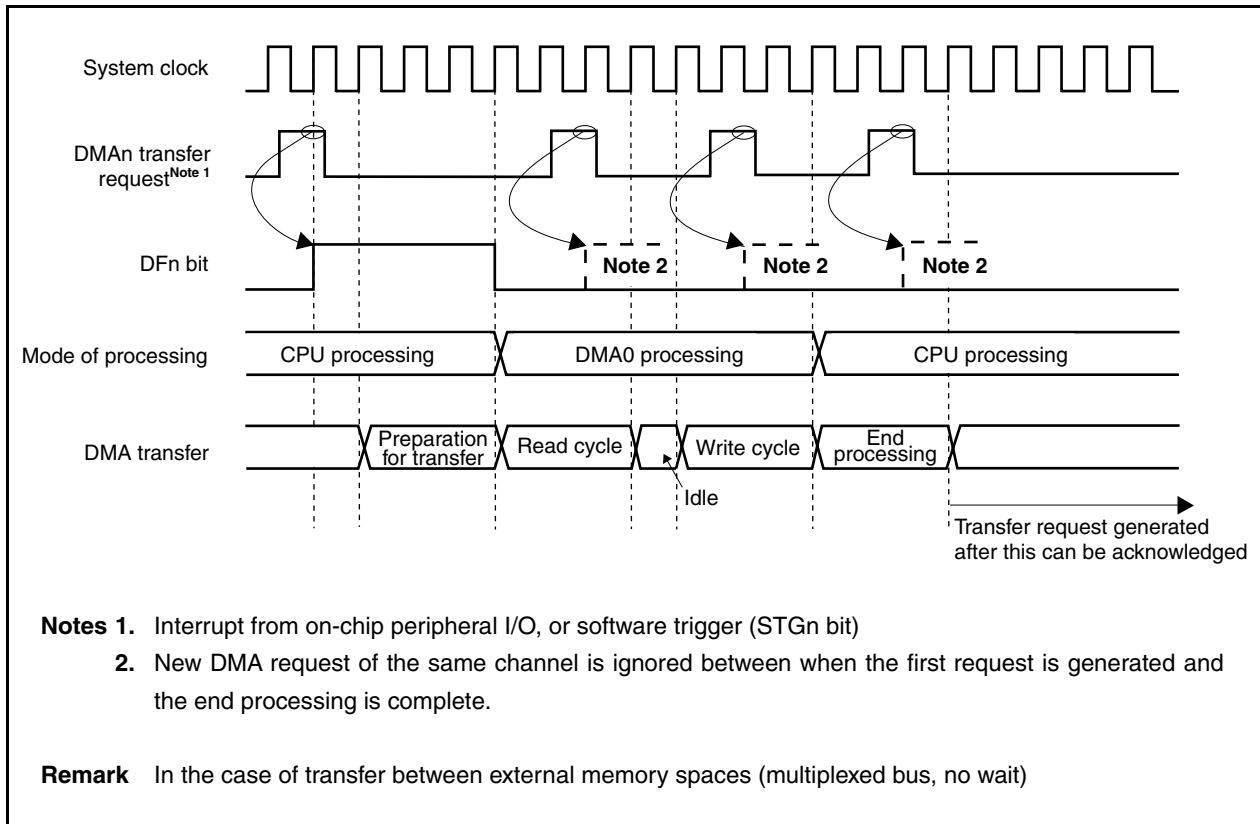 System clock
DMAn transfer
request Note 1
DFn bit
Note 2
Note 2
Note 2
Mode of processing
CPU processing
DMA0 processing
CPU processing
DMA transfer
Preparation
for transfer
Read cycle
Idle
Write cycle
End
processing
Transfer request generated
after this can be acknowledged
Notes 1. Interrupt from on-chip peripheral I/O, or software trigger (STGn bit)
2. New DMA request of the same channel is ignored between when the first request is generated and
the end processing is complete.
Remark In the case of transfer between external memory spaces (multiplexed bus, no wait)